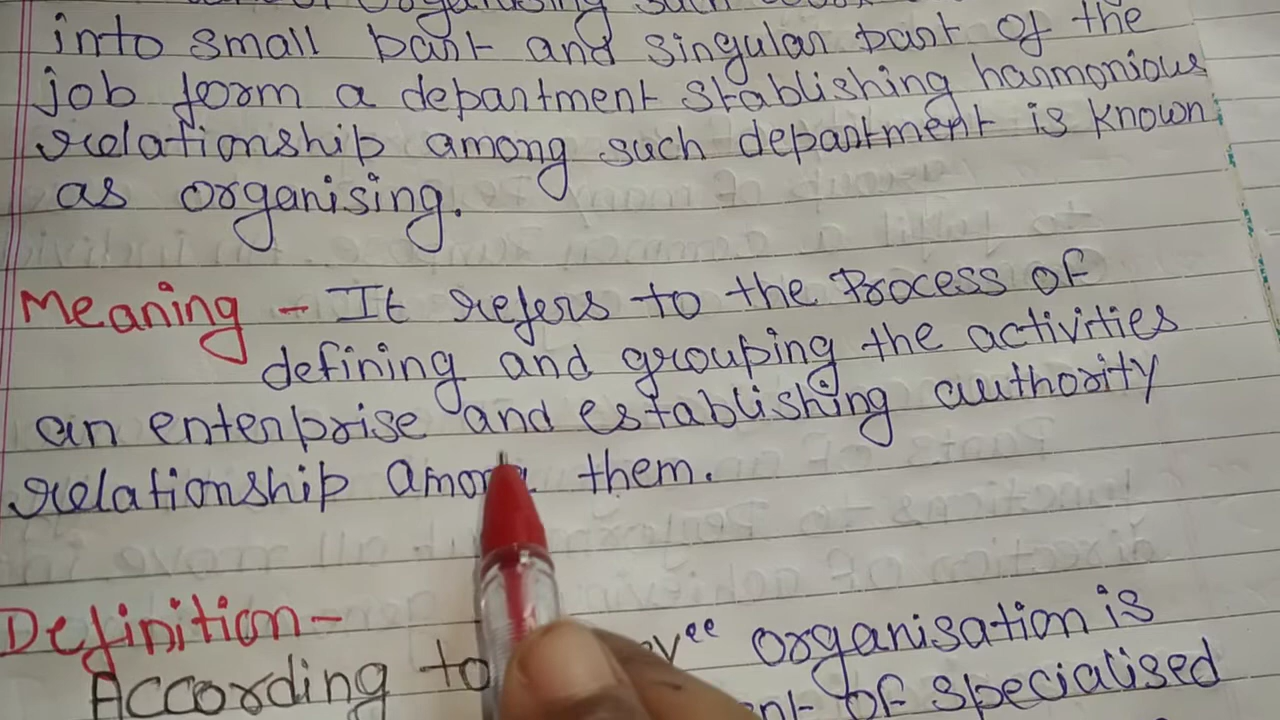 organising such
into small part and singular part of the
job form a department stablishing harmonious
relationship among such department is known
as organising.
Meaning - It refers to the Process of
defining and grouping the activities
an enterprise and establishing authority
relationship among them.
Definition-
According to organisation is
of specialised